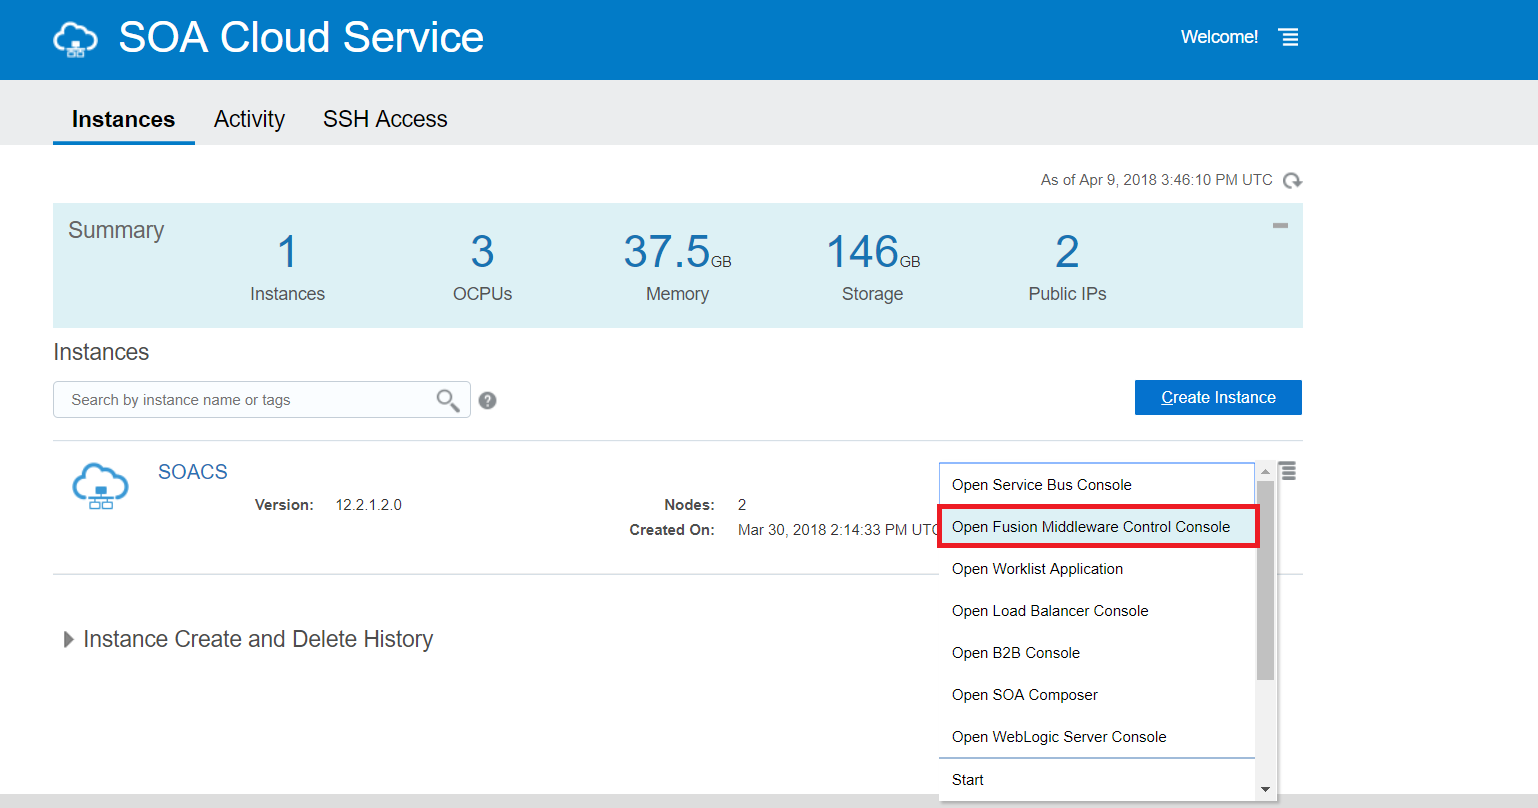 SOA Cloud Service
Welcome!
Instances Activity SSH Access
As of Apr 9, 2018 3:46:10 PM UTC
Summary
1 3 37.5GB 146GB 2
Instances OCPUs Memory Storage Public IPs
Instances
Search by instance name or tags
?
Create Instance
SOACS
Version: 12.2.1.2.0
Nodes: 2
Created On: Mar 30, 2018 2:14:33 PM UTC
Open Service Bus Console
Open Fusion Middleware Control Console
Open Worklist Application
Open Load Balancer Console
Open B2B Console
Open SOA Composer
Open WebLogic Server Console
Start
Instance Create and Delete History